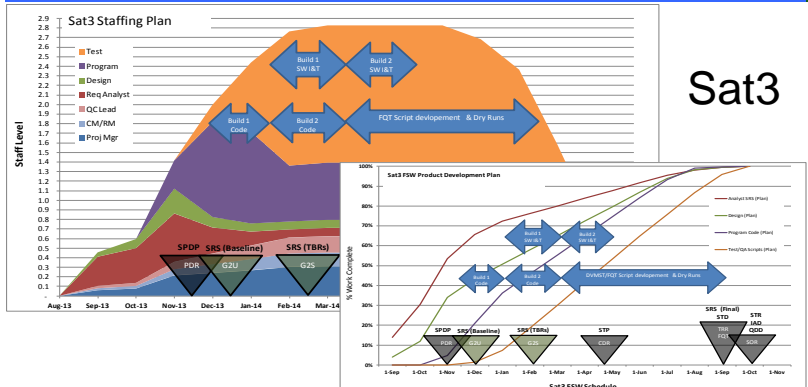 Sat3 Staffing Plan
Sat3
2.9
2.8
2.7
2.6
2.5
2.4
2.3
2.2
2.1
2.0
1.9
1.8
1.7
1.6
1.5
1.4
1.3
1.2
1.1
1.0
0.9
0.8
0.7
0.6
0.5
0.4
0.3
0.2
0.1
-
Staff Level
Test
Program
Design
Req Analyst
QC Lead
CM/RM
Proj Mgr
Build 1
SW I&T
Build 2
SW I&T
Build 1
Code
Build 2
Code
FQT Script devlopement & Dry Runs
SPDP
PDR
SRS (Baseline)
G2U
SRS (TBRs)
G2S
Aug-13 Sep-13 Oct-13 Nov-13 Dec-13 Jan-14 Feb-14 Mar-14
Sat3 FSW Product Development Plan
100%
90%
80%
70%
60%
50%
40%
30%
20%
10%
0%
% Work Complete
Analyst SRS (Plan)
Design (Plan)
Program Code (Plan)
Test/QA Scripts (Plan)
Build 1
SW I&T
Build 2
SW I&T
Build 1
Code
Build 2
Code
DVMST/FQT Script devlopement & Dry Runs
SPDP
PDR
SRS (Baseline)
G2U
SRS (TBRs)
G2S
STP
CDR
SRS (Final)
STD
TRR
FQT
STR
IAD
QDD
SOR
1-Sep 1-Oct 1-Nov 1-Dec 1-Jan 1-Feb 1-Mar 1-Apr 1-May 1-Jun 1-Jul 1-Aug 1-Sep 1-Oct 1-Nov
Sat3 FSW Schedule